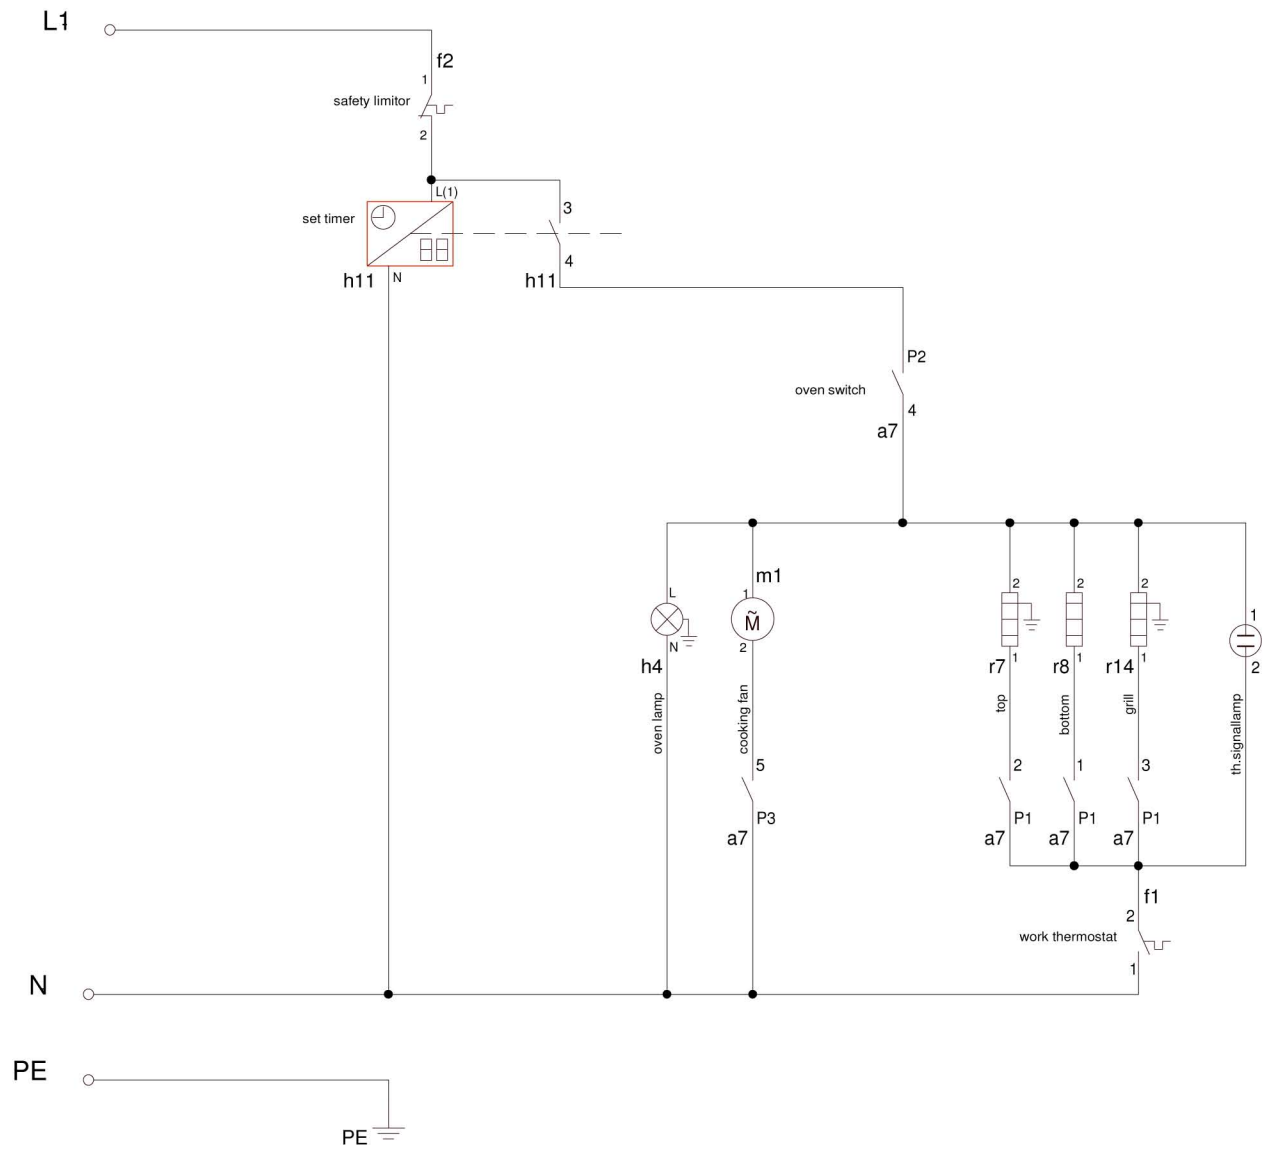 L1
f2
1
safety limitor
2
L(1)
set timer
3
4
h11
N
h11
P2
oven switch
4
a7
m1
L
1
M̃
N
2
h4
2
2
2
1
r7
1
r8
1
r14
1
2
oven lamp
cooking fan
top
bottom
grill
th.signallamp
5
2
1
3
P3
P1
P1
P1
a7
a7
a7
a7
f1
2
work thermostat
1
N
PE
PE